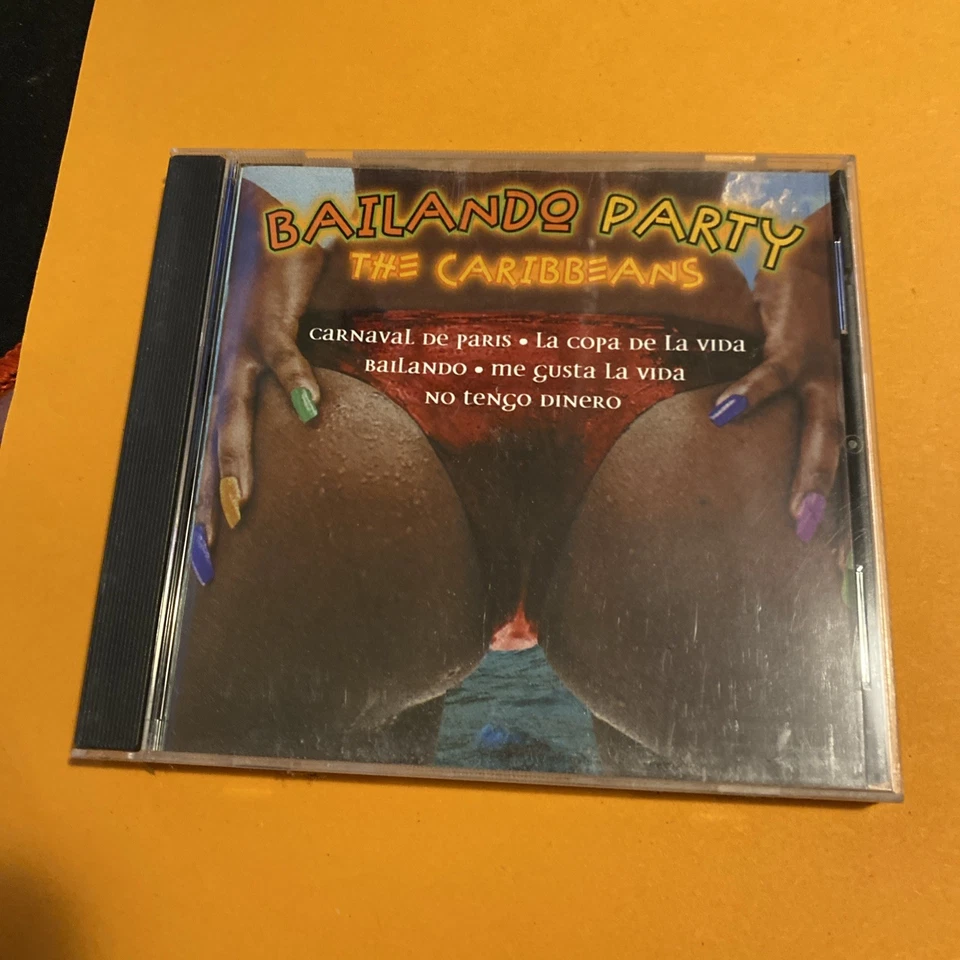 BAILANDO PARTY
THE CARIBBEANS
CARNAVAL DE PARIS • LA COPA DE LA VIDA
BAILANDO • ME GUSTA LA VIDA
NO TENGO DINERO